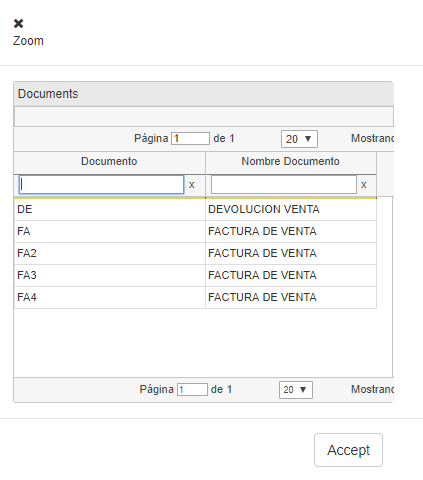 Zoom
Documents
Página 1 de 1 20 Mostrand
Documento Nombre Documento
x x
DE DEVOLUCION VENTA
FA FACTURA DE VENTA
FA2 FACTURA DE VENTA
FA3 FACTURA DE VENTA
FA4 FACTURA DE VENTA
Página 1 de 1 20 Mostrand
Accept